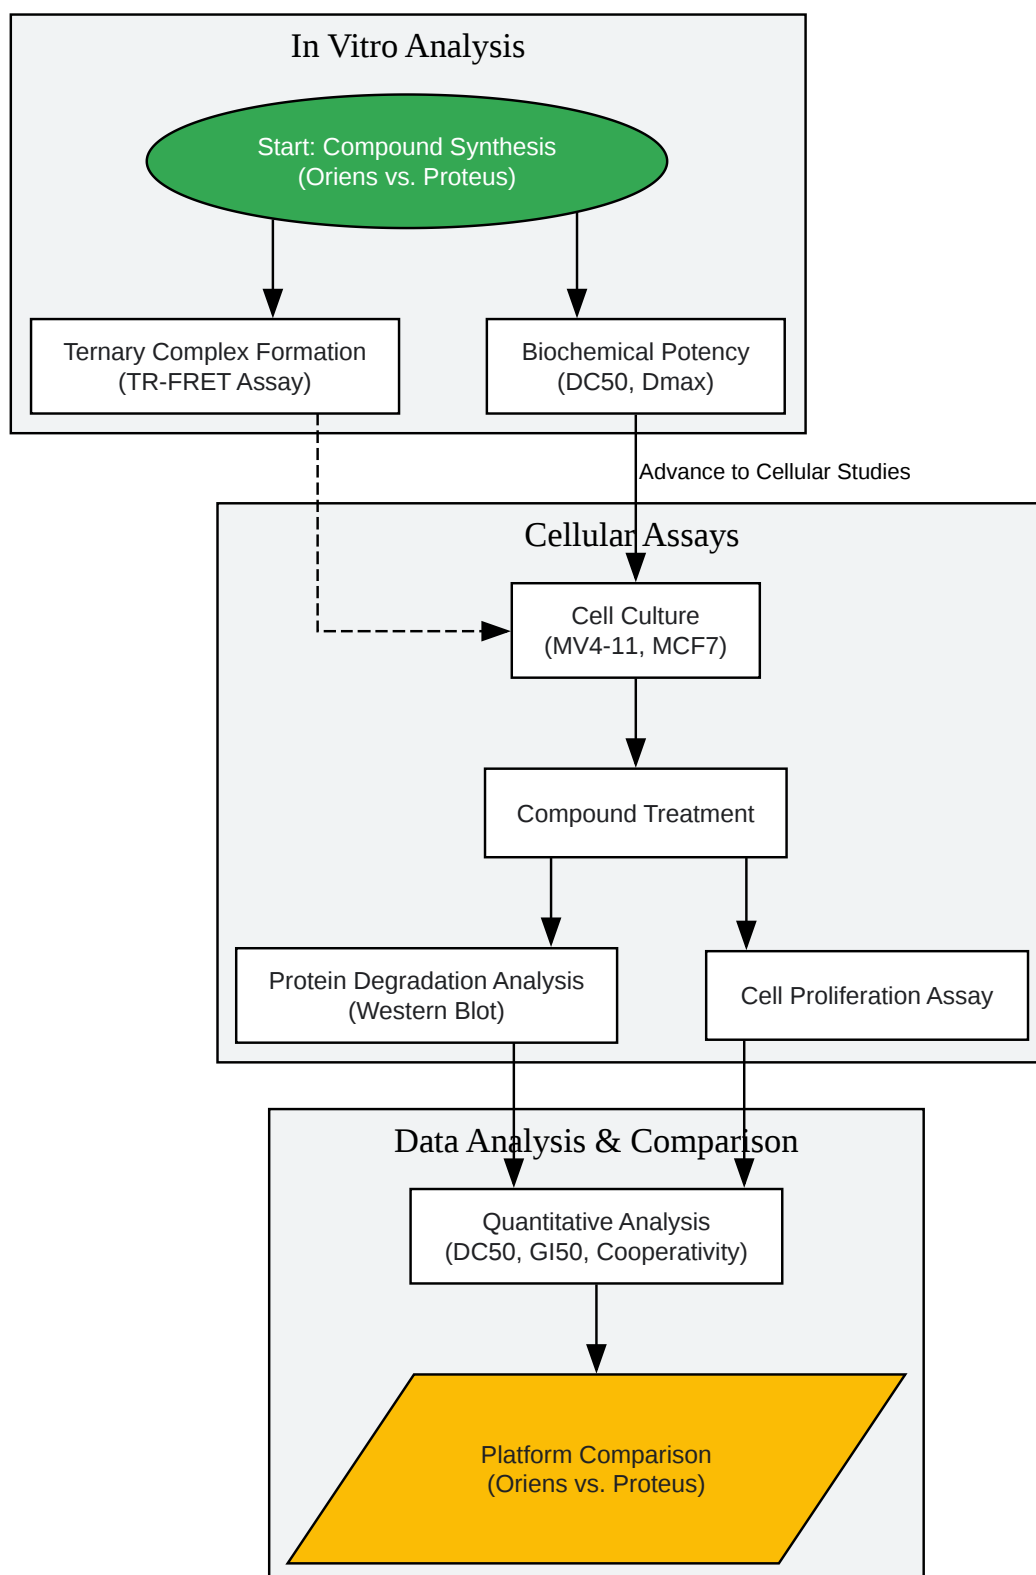 In Vitro Analysis
Start: Compound Synthesis
(Oriens vs. Proteus)
Ternary Complex Formation
(TR-FRET Assay)
Biochemical Potency
(DC50, Dmax)
Advance to Cellular Studies
Cellular Assays
Cell Culture
(MV4-11, MCF7)
Compound Treatment
Protein Degradation Analysis
(Western Blot)
Cell Proliferation Assay
Data Analysis & Comparison
Quantitative Analysis
(DC50, GI50, Cooperativity)
Platform Comparison
(Oriens vs. Proteus)